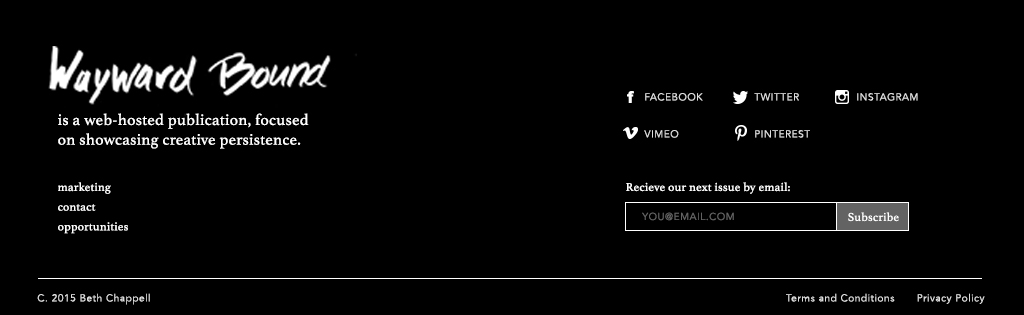 Wayward Bound
is a web-hosted publication, focused
on showcasing creative persistence.
marketing
contact
opportunities
FACEBOOK TWITTER INSTAGRAM
VIMEO PINTEREST
Recieve our next issue by email:
YOU@EMAIL.COM Subscribe
C. 2015 Beth Chappell Terms and Conditions Privacy Policy